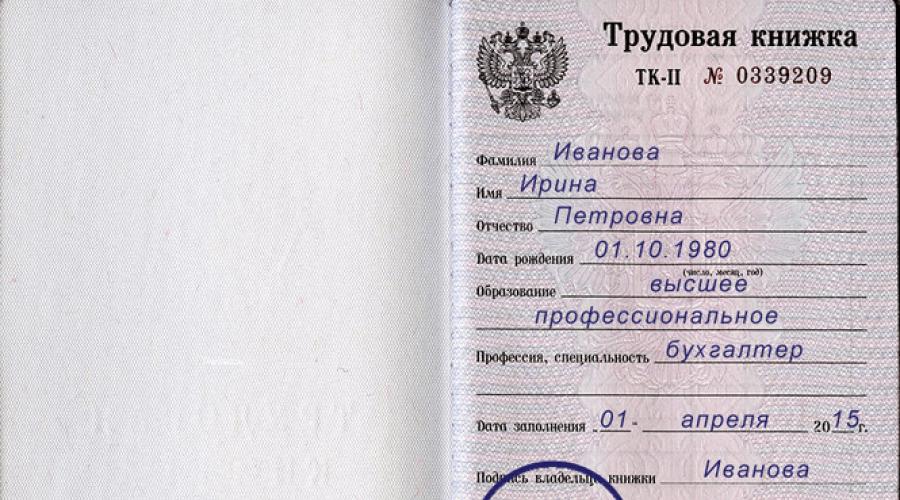 Трудовая книжка
ТК-II № 0339209
Фамилия Иванова
Имя Ирина
Отчество Петровна
Дата рождения 01.10.1980
(число, месяц, год)
Образование высшее
профессиональное
Профессия, специальность бухгалтер
Дата заполнения 01- апреля 2015г.
Подпись владельца книжки Иванова